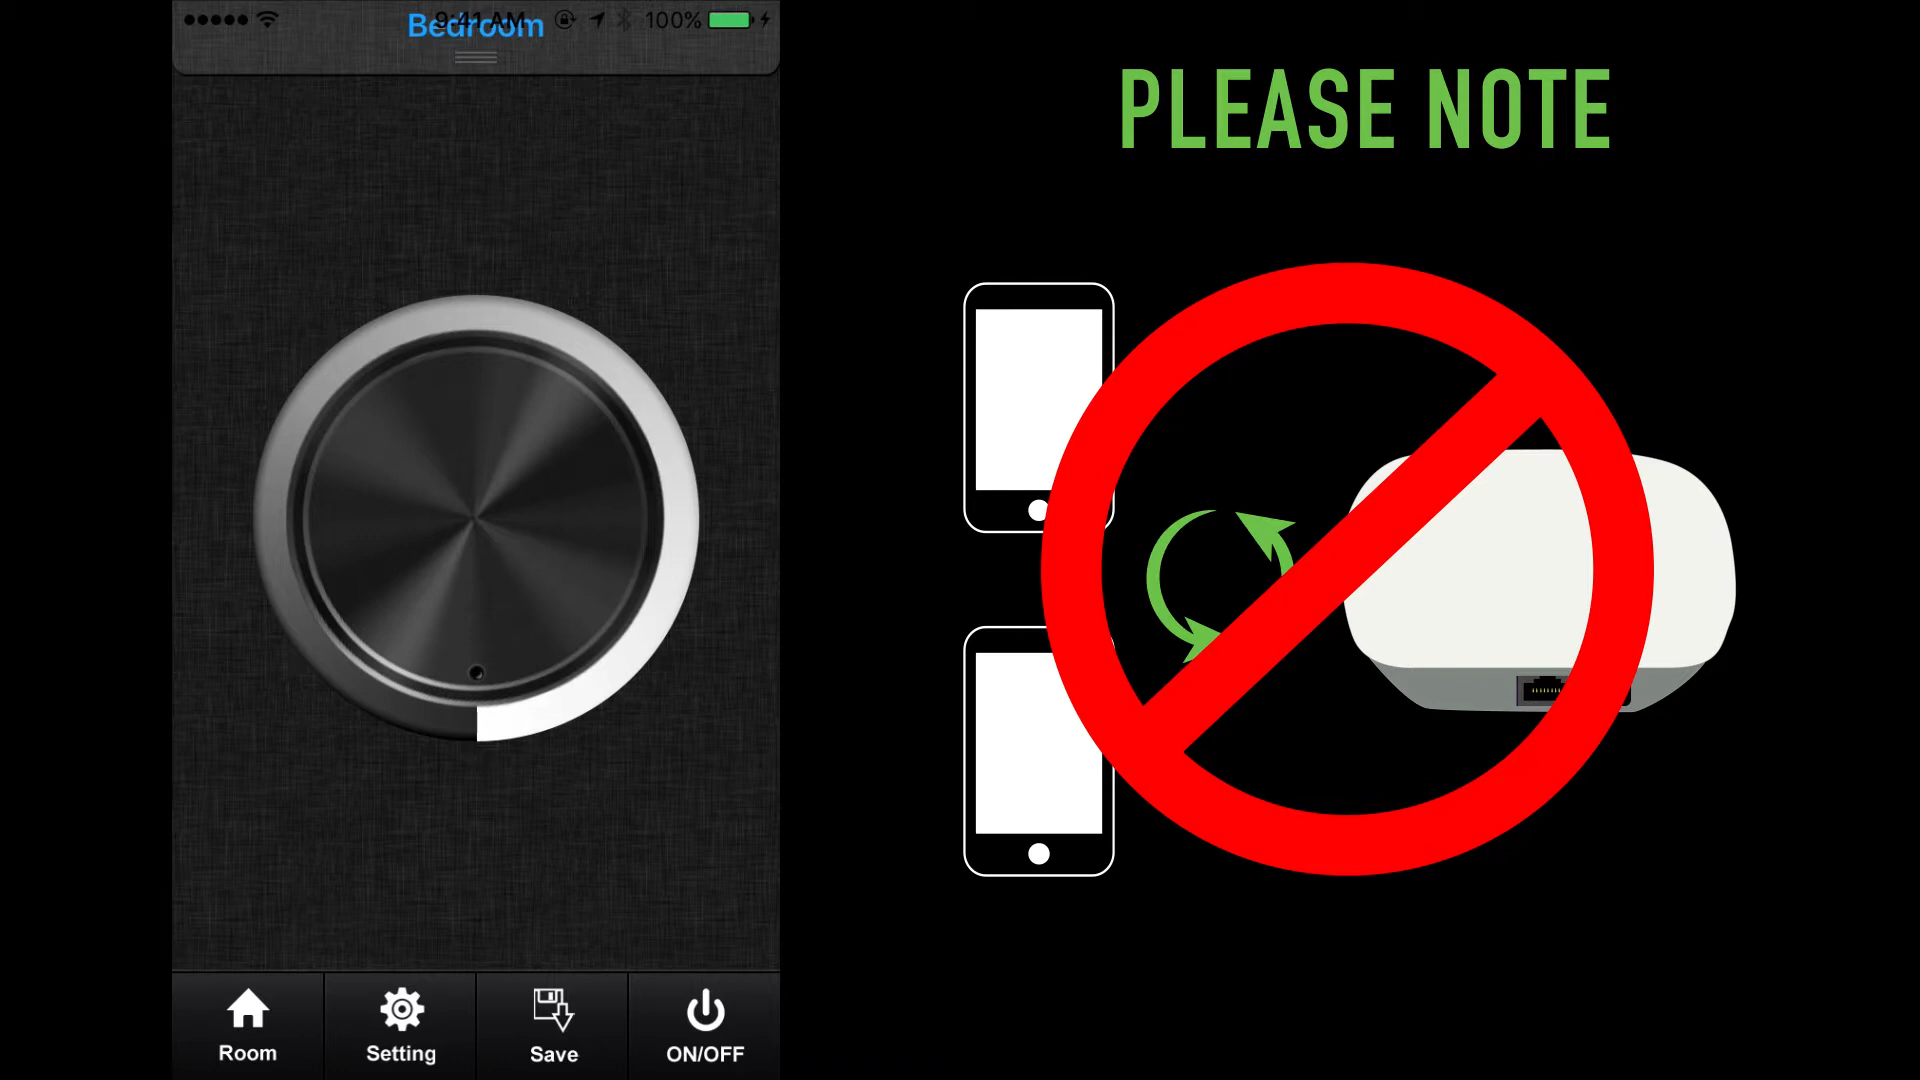 9:41 AM
100%
Bedroom
Room
Setting
Save
ON/OFF
PLEASE NOTE